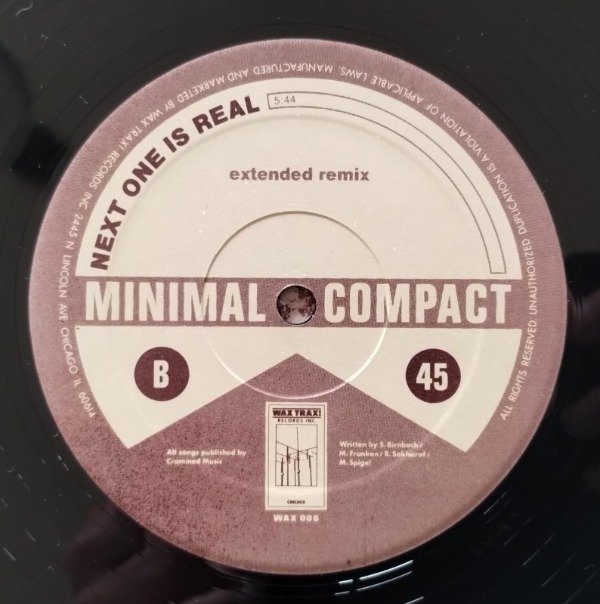 NEXT ONE IS REAL 5:44
extended remix
MINIMAL COMPACT
B 45
WAX TRAX!
RECORDS INC.
CHICAGO
WAX 008
All songs published by
Crammed Music
Written by S. Birnbach/
M. Franken/ B. Sakharof/
M. Spigel
ALL RIGHTS RESERVED UNAUTHORIZED DUPLICATION IS A VIOLATION OF APPLICABLE LAWS. MANUFACTURED AND MARKETED BY WAX TRAX! RECORDS INC 2445 N LINCOLN AVE CHICAGO IL 60614